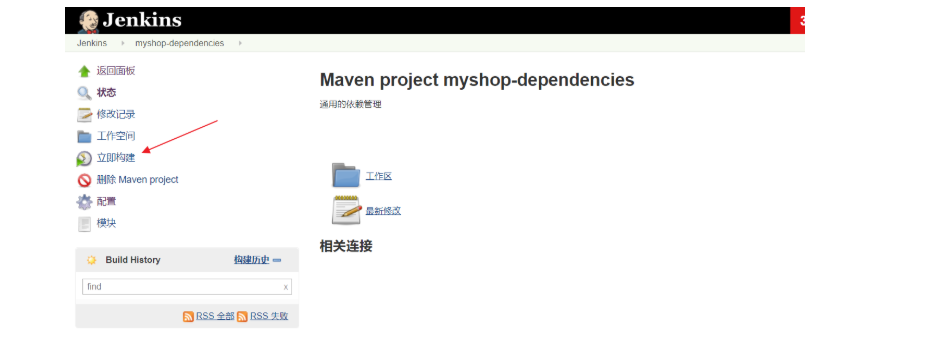 Jenkins
3
Jenkins myshop-dependencies
返回面板
状态
修改记录
工作空间
立即构建
删除 Maven project
配置
模块
Build History 构建历史
find x
RSS 全部 RSS 失败
Maven project myshop-dependencies
通用的依赖管理
工作区
最新修改
相关连接